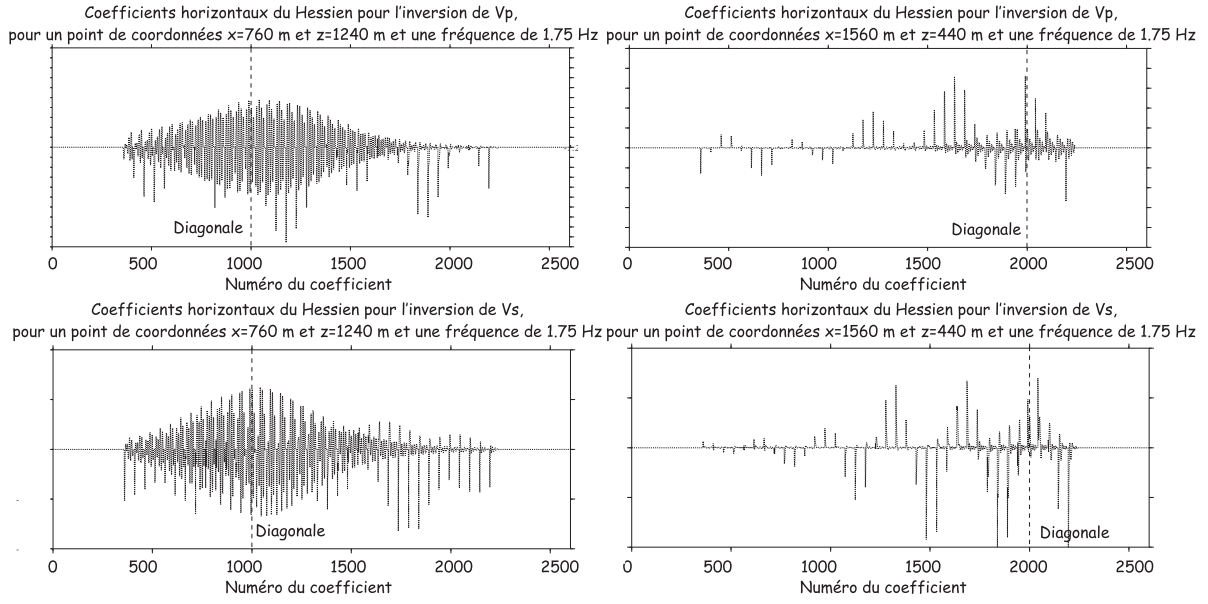 Coefficients horizontaux du Hessien pour l'inversion de Vp,
pour un point de coordonnées x=760 m et z=1240 m et une fréquence de 1.75 Hz
Diagonale
0 500 1000 1500 2000 2500
Numéro du coefficient
Coefficients horizontaux du Hessien pour l'inversion de Vp,
pour un point de coordonnées x=1560 m et z=440 m et une fréquence de 1.75 Hz
Diagonale
0 500 1000 1500 2000 2500
Numéro du coefficient
Coefficients horizontaux du Hessien pour l'inversion de Vs,
pour un point de coordonnées x=760 m et z=1240 m et une fréquence de 1.75 Hz
Diagonale
0 500 1000 1500 2000 2500
Numéro du coefficient
Coefficients horizontaux du Hessien pour l'inversion de Vs,
pour un point de coordonnées x=1560 m et z=440 m et une fréquence de 1.75 Hz
Diagonale
0 500 1000 1500 2000 2500
Numéro du coefficient